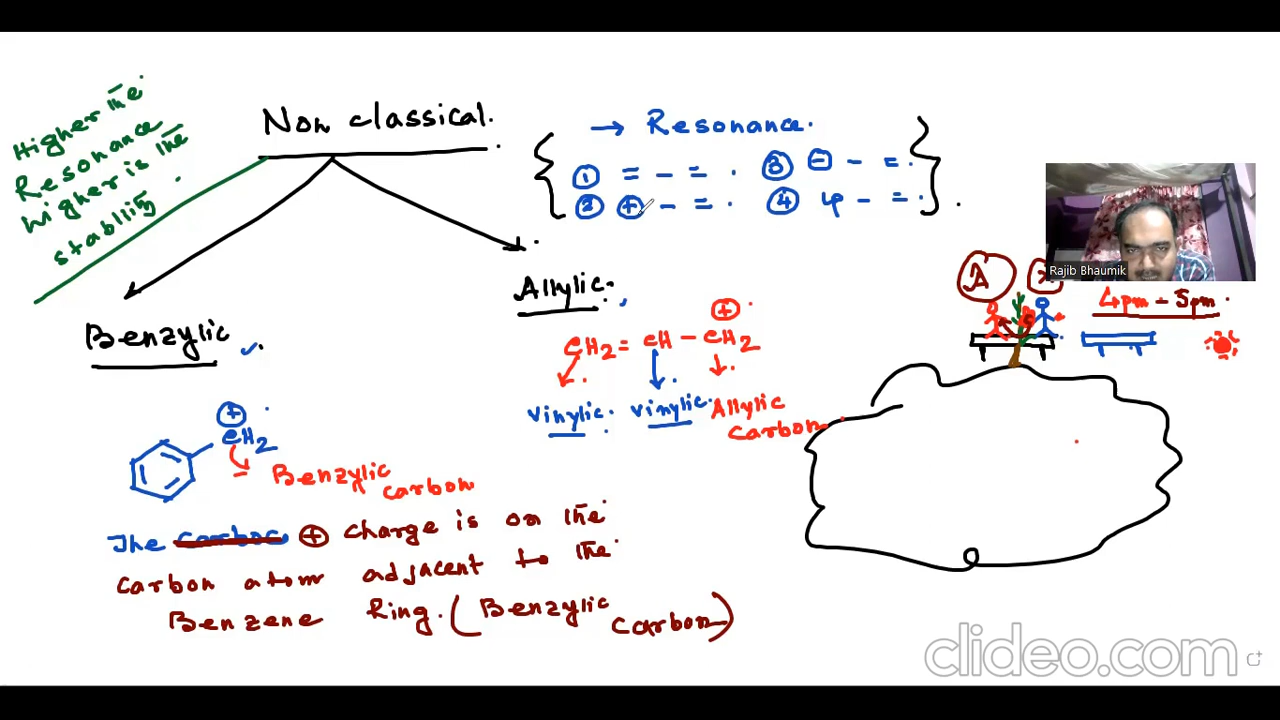 Higher the
Resonance
higher is the
stablliy
Non classical.
→ Resonance.
① = - = . ③ ⊖ - = .
② ⊕ - = . ④ φ - = .
Rajib Bhaumik
A
4pm - 5pm
Benzylic
Allylic.
⊕
CH2 = CH - CH2
Vinylic. Vinylic. Allylic
carbon
⊕
CH2
Benzylic
carbon
The carboc ⊕ charge is on the
carbon atom adjacent to the
Benzene Ring. (Benzylic
carbon)
clideo.com